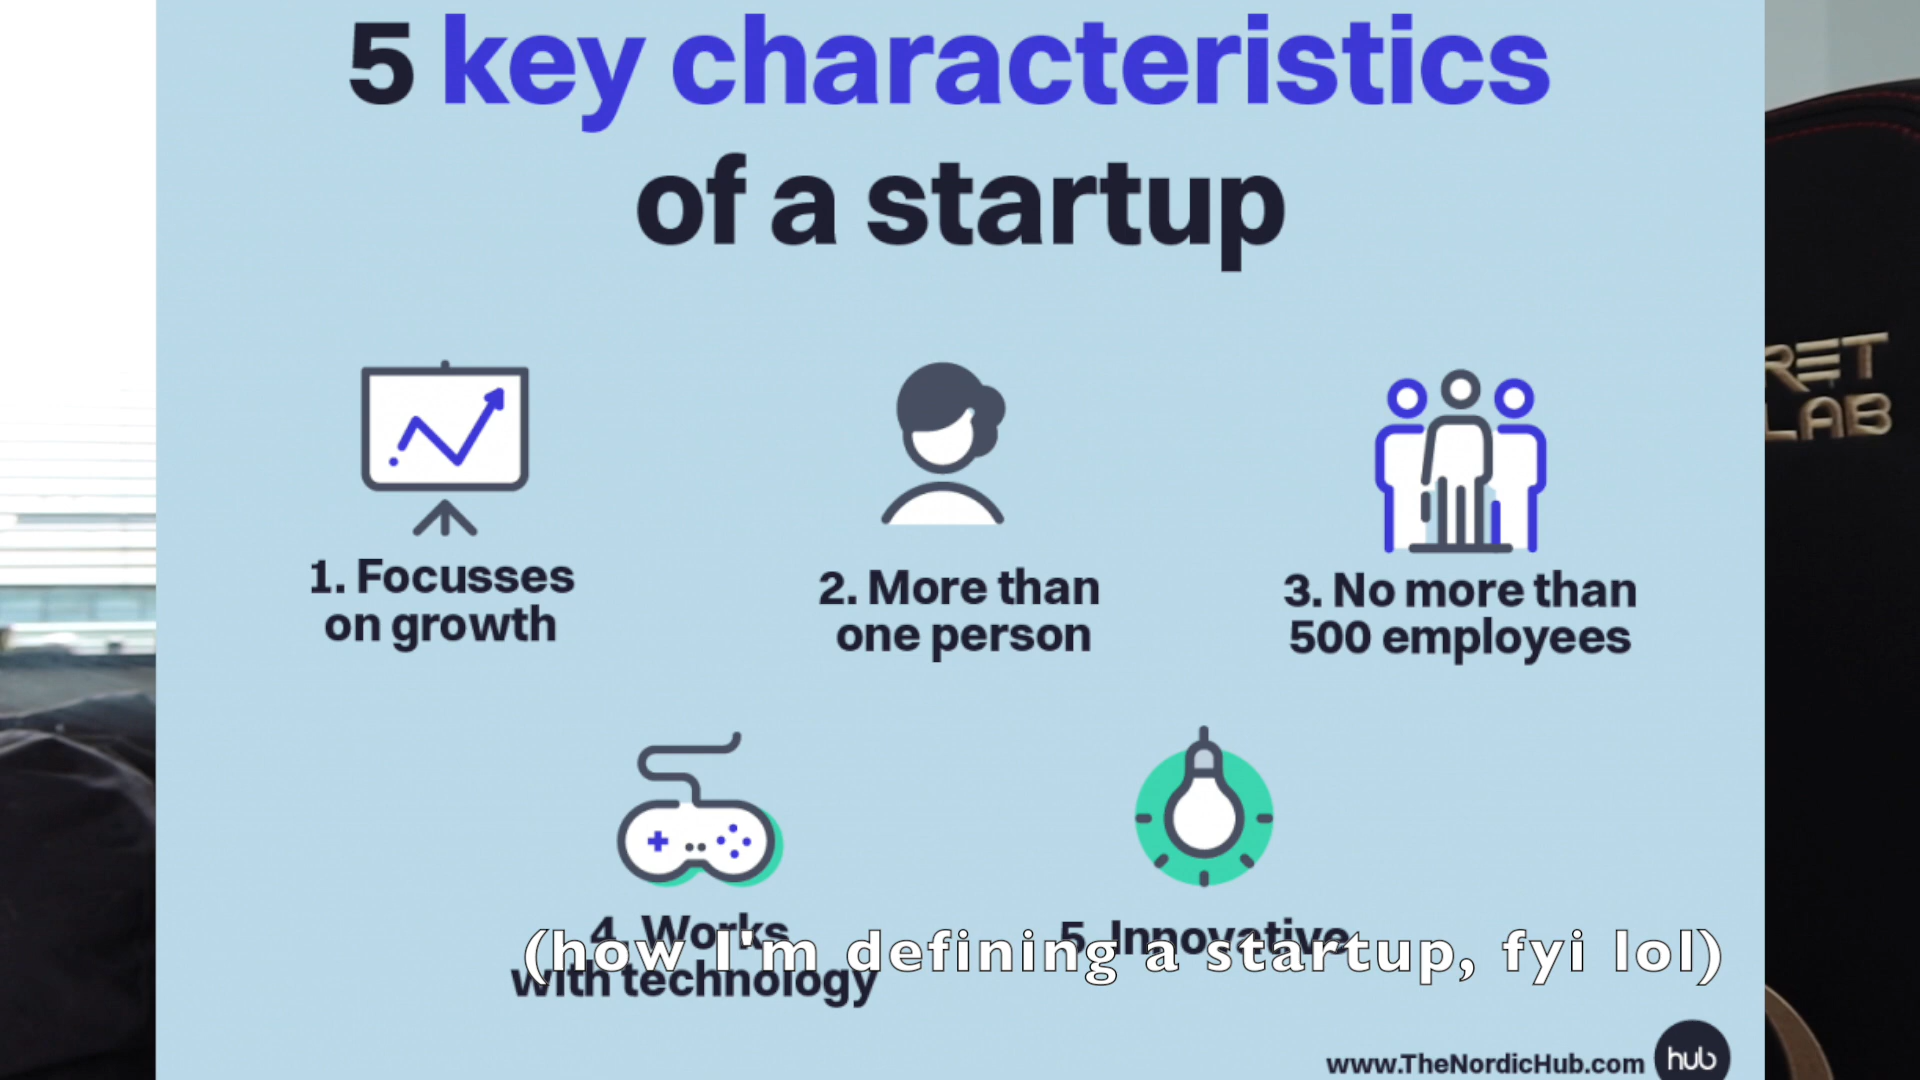 5 key characteristics
of a startup
RET
LAB
1. Focusses
on growth
2. More than
one person
3. No more than
500 employees
4. Works
with technology
5. Innovative
(how I'm defining a startup, fyi lol)
www.TheNordicHub.com
hub